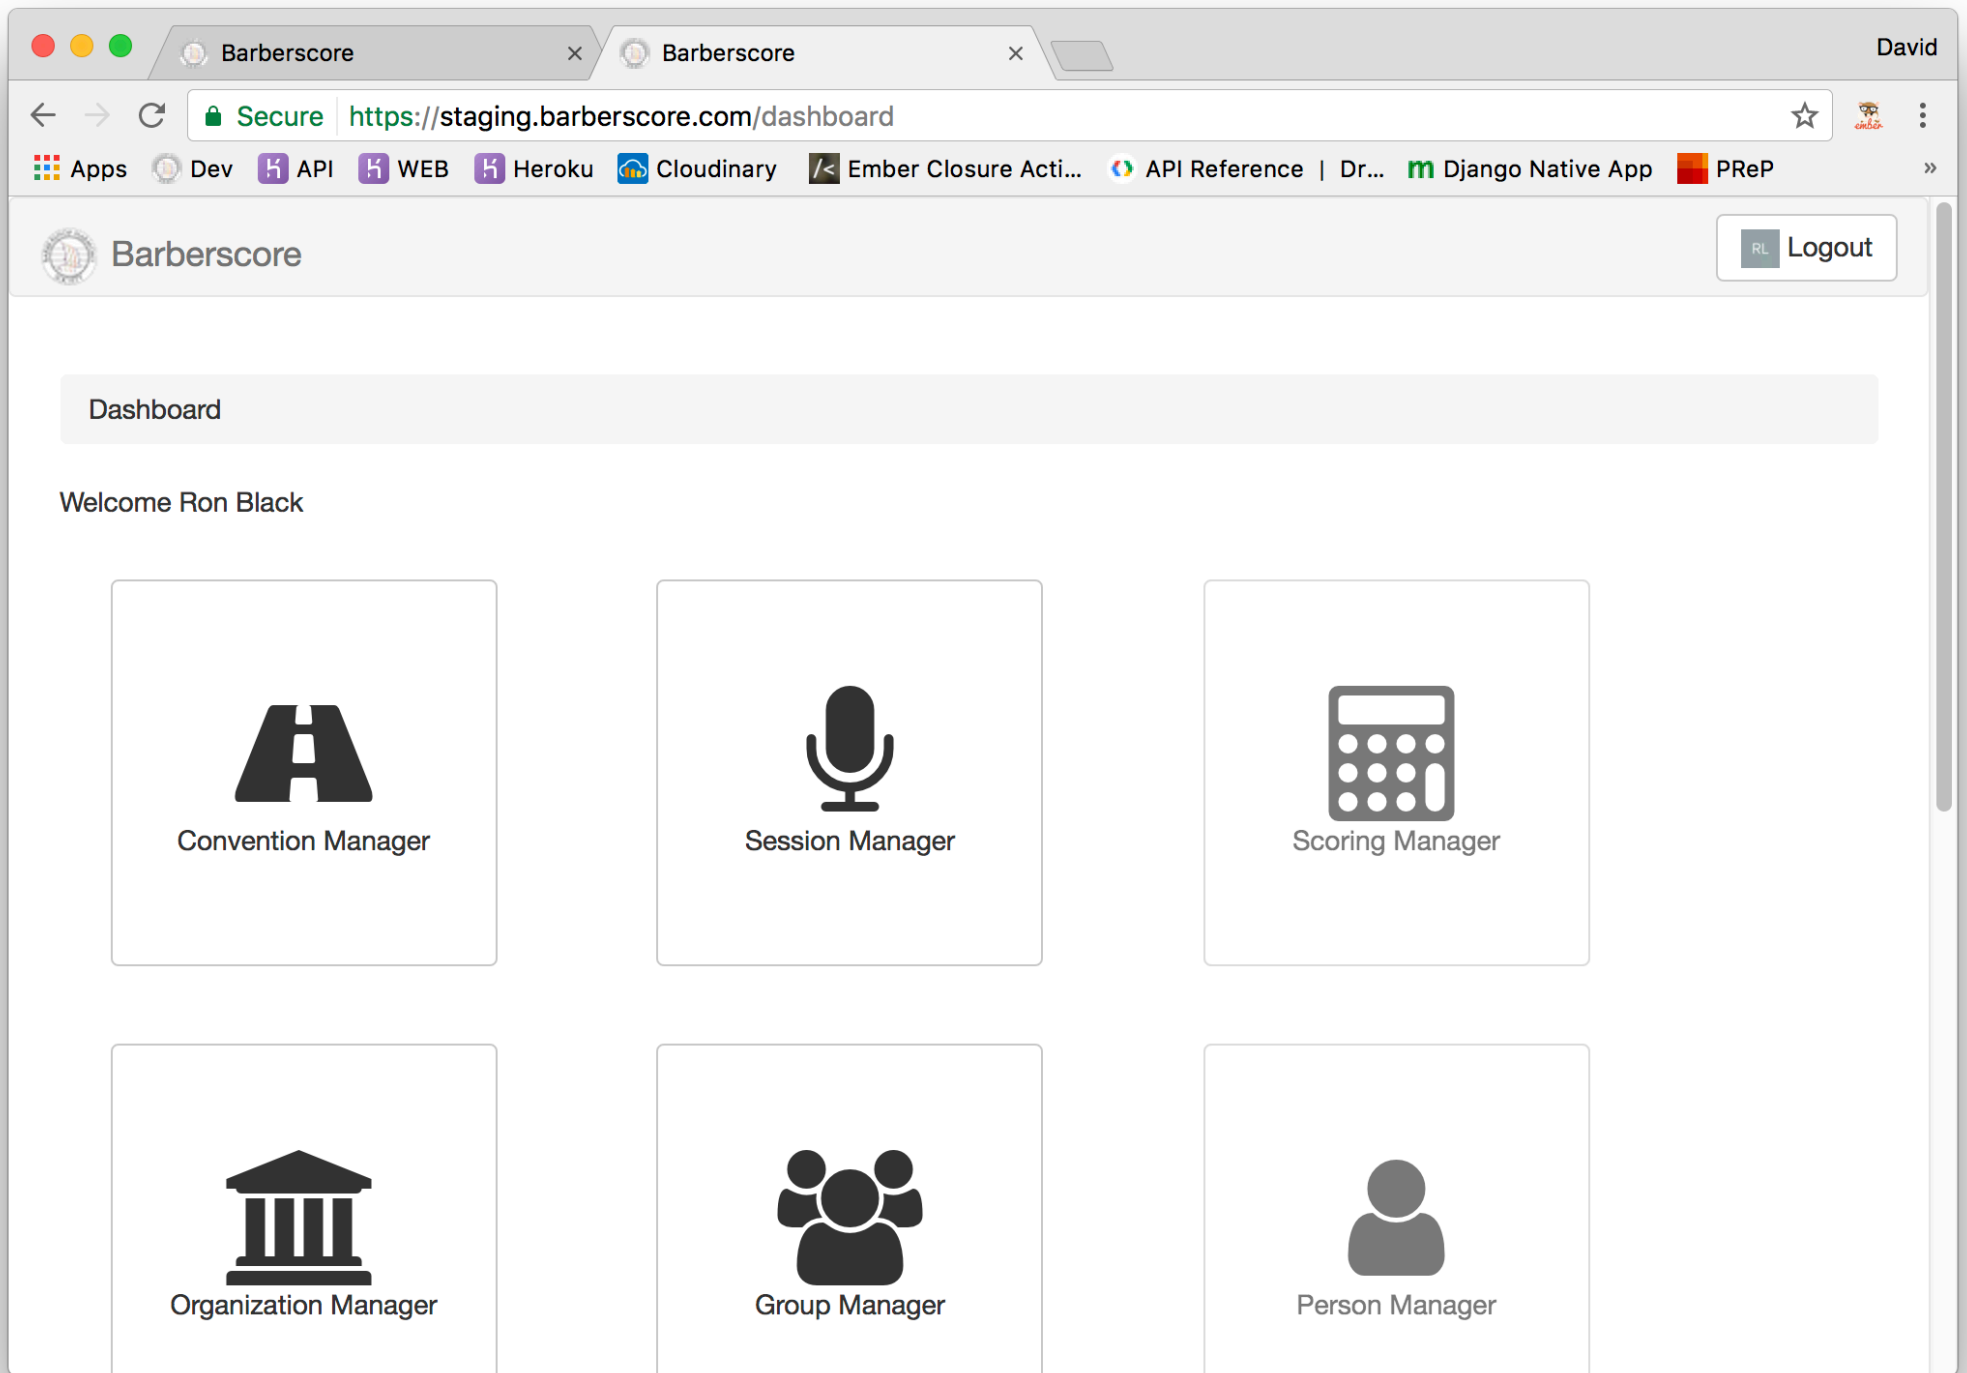 Barberscore
Barberscore
David
Secure https://staging.barberscore.com/dashboard
ember
Apps Dev API WEB Heroku Cloudinary Ember Closure Acti... API Reference | Dr... Django Native App PReP »
Barberscore
RL Logout
Dashboard
Welcome Ron Black
Convention Manager
Session Manager
Scoring Manager
Organization Manager
Group Manager
Person Manager